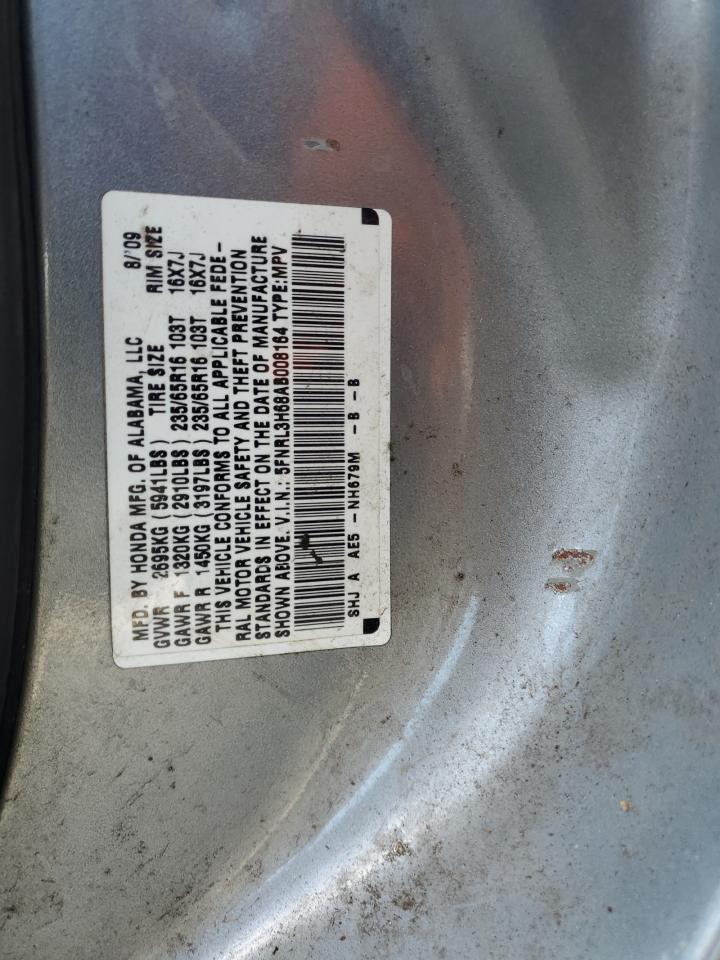 MFD. BY HONDA MFG. OF ALABAMA, LLC 8/'09
GVWR 2695KG (5941LBS) TIRE SIZE RIM SIZE
GAWR F 1320KG (2910LBS) 235/65R16 103T 16X7J
GAWR R 1450KG (3197LBS) 235/65R16 103T 16X7J
THIS VEHICLE CONFORMS TO ALL APPLICABLE FEDE-
RAL MOTOR VEHICLE SAFETY AND THEFT PREVENTION
STANDARDS IN EFFECT ON THE DATE OF MANUFACTURE
SHOWN ABOVE. V.I.N.: 5FNRL3H68AB008164 TYPE:MPV
SHJ A AE5 -NH679M -B -B